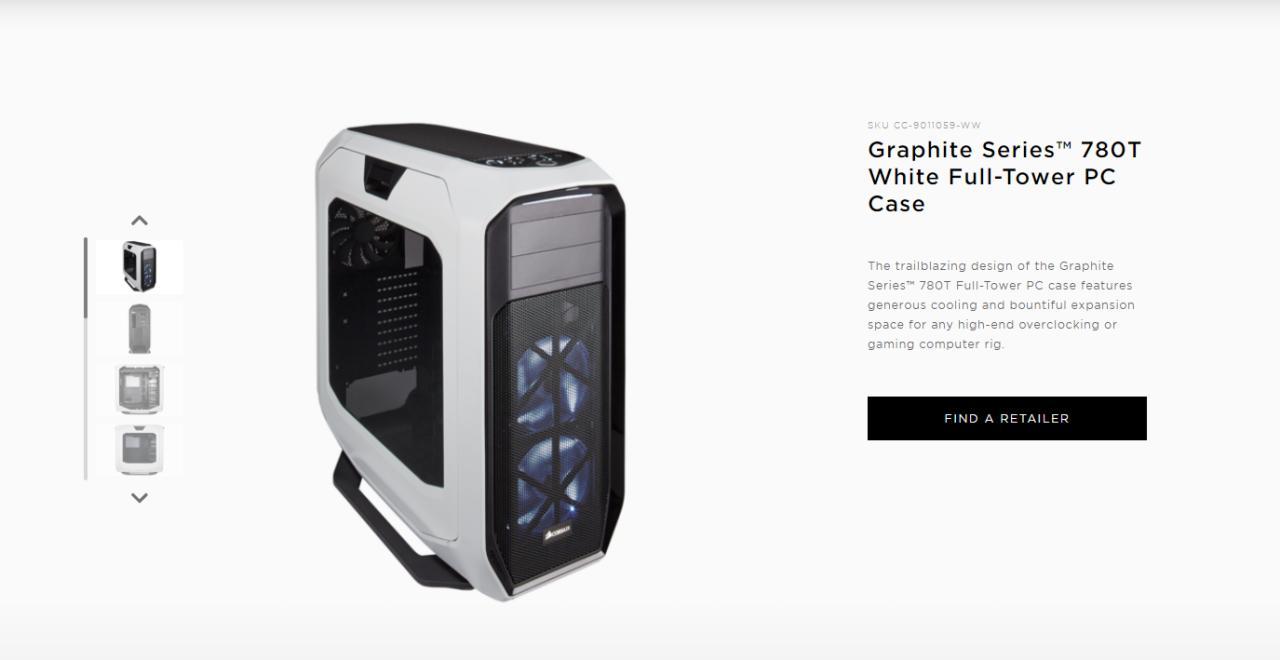 SKU CC-9011059-WW
Graphite Series™ 780T
White Full-Tower PC
Case
The trailblazing design of the Graphite
Series™ 780T Full-Tower PC case features
generous cooling and bountiful expansion
space for any high-end overclocking or
gaming computer rig.
FIND A RETAILER
CORSAIR